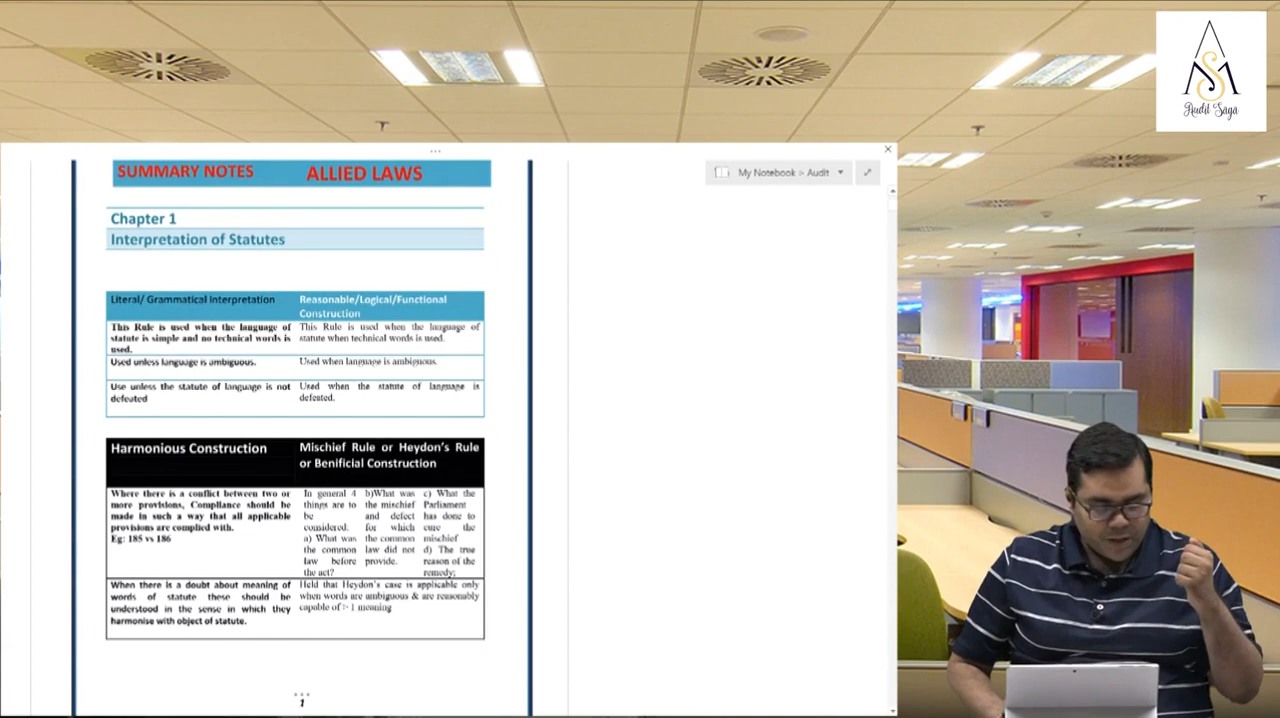 Audit Saga
My Notebook > Audit
SUMMARY NOTES ALLIED LAWS
Chapter 1
Interpretation of Statutes
Literal/ Grammatical Interpretation
Reasonable/Logical/Functional
Construction
This Rule is used when the language of
statute is simple and no technical words is
used.
This Rule is used when the language of
statute when technical words is used.
Used unless language is ambiguous.
Used when language is ambiguous.
Use unless the statute of language is not
defeated
Used when the statute of language is
defeated.
Harmonious Construction
Mischief Rule or Heydon's Rule
or Benificial Construction
Where there is a conflict between two or
more provisions, Compliance should be
made in such a way that all applicable
provisions are complied with.
Eg: 185 vs 186
In general 4
things are to
be
considered.
a) What was
the common
law before
the act?
b)What was
the mischief
and defect
for which
the common
law did not
provide.
c) What the
Parliament
has done to
cure the
mischief
d) The true
reason of the
remedy;
When there is a doubt about meaning of
words of statute these should be
understood in the sense in which they
harmonise with object of statute.
Held that Heydon's case is applicable only
when words are ambiguous & are reasonably
capable of > 1 meaning
1